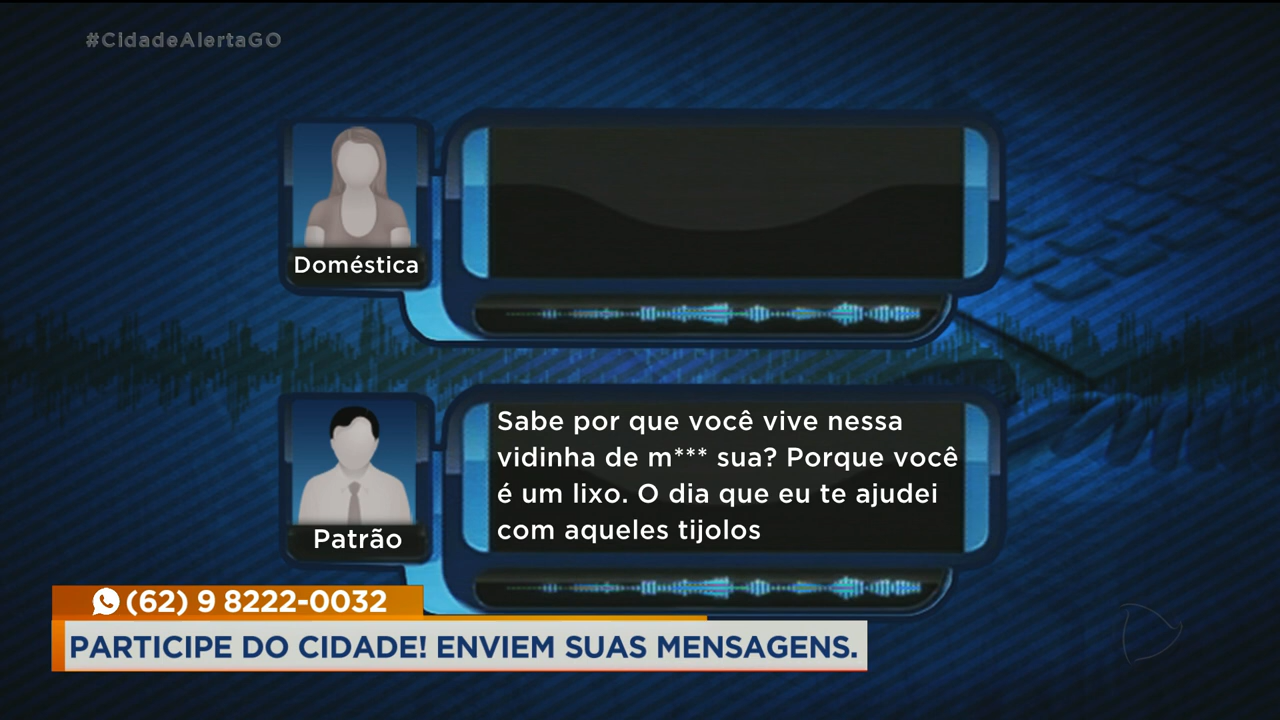 #CidadeAlertaGO
Doméstica
Sabe por que você vive nessa
vidinha de m*** sua? Porque você
é um lixo. O dia que eu te ajudei
com aqueles tijolos
Patrão
(62) 9 8222-0032
PARTICIPE DO CIDADE! ENVIEM SUAS MENSAGENS.